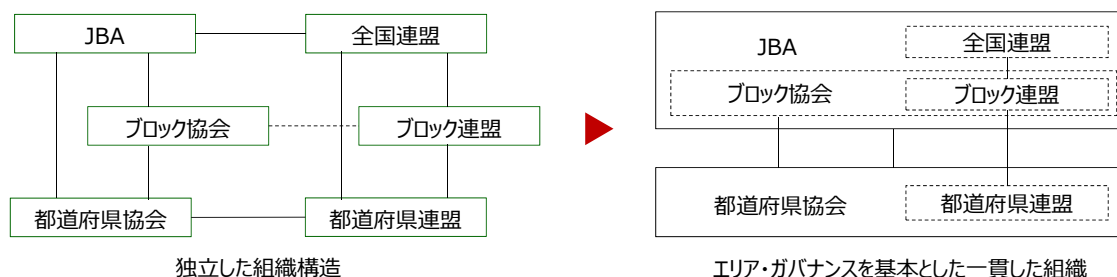 JBA
全国連盟
ブロック協会
ブロック連盟
都道府県協会
都道府県連盟
独立した組織構造
JBA
全国連盟
ブロック協会
ブロック連盟
都道府県協会
都道府県連盟
エリア・ガバナンスを基本とした一貫した組織